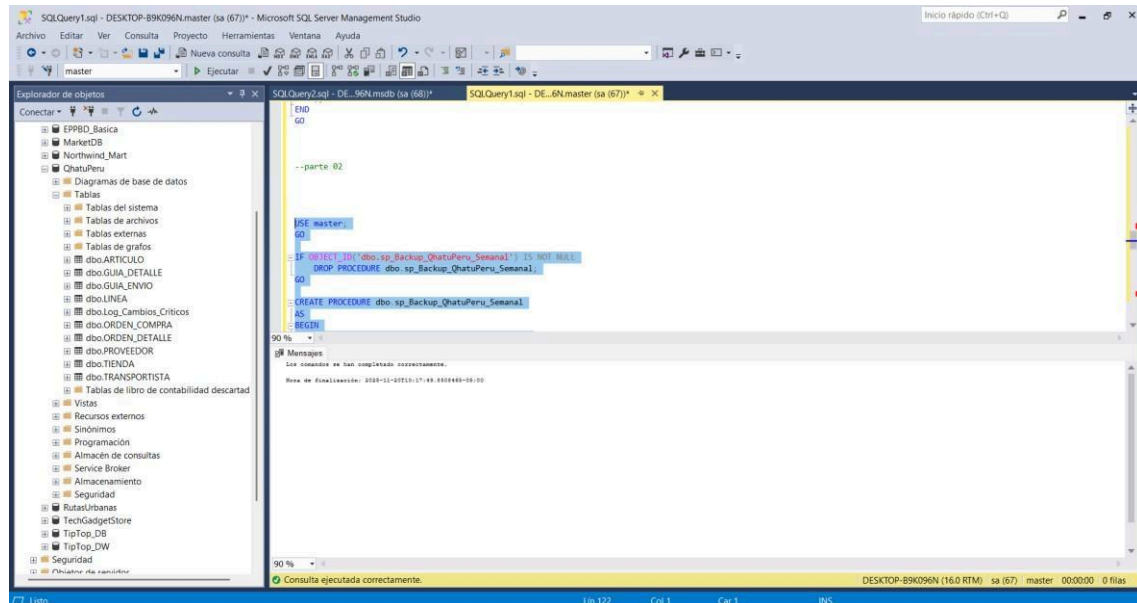 SQLQuery1.sql - DESKTOP-B9K096N.master (sa (67))* - Microsoft SQL Server Management Studio
Inicio rápido (Ctrl+Q)
Archivo Editar Ver Consulta Proyecto Herramientas Ventana Ayuda
Nueva consulta
master Ejecutar
Explorador de objetos
SQLQuery2.sql - DE...96N.msdb (sa (68))*
SQLQuery1.sql - DE...6N.master (sa (67))*
Conectar
EPPBD_Basica
MarketDB
Northwind_Mart
QhatuPeru
Diagramas de base de datos
Tablas
Tablas del sistema
Tablas de archivos
Tablas externas
Tablas de grafos
dbo.ARTICULO
dbo.GUIA_DETALLE
dbo.GUIA_ENVIO
dbo.LINEA
dbo.Log_Cambios_Criticos
dbo.ORDEN_COMPRA
dbo.ORDEN_DETALLE
dbo.PROVEEDOR
dbo.TIENDA
dbo.TRANSPORTISTA
Tablas de libro de contabilidad descartad
Vistas
Recursos externos
Sinónimos
Programación
Almacén de consultas
Service Broker
Almacenamiento
Seguridad
RutasUrbanas
TechGadgetStore
TipTop_DB
TipTop_DW
Seguridad
Objetos de servidor
END
GO
--parte 02
USE master;
GO
IF OBJECT_ID('dbo.sp_Backup_QhatuPeru_Semanal') IS NOT NULL
DROP PROCEDURE dbo.sp_Backup_QhatuPeru_Semanal;
GO
CREATE PROCEDURE dbo.sp_Backup_QhatuPeru_Semanal
AS
BEGIN
90 %
Mensajes
Los comandos se han completado correctamente.
Hora de finalización:
90 %
Consulta ejecutada correctamente.
DESKTOP-B9K096N (16.0 RTM) sa (67) master 00:00:00 0 filas
Listo Lín 122 Col 1 Car 1 INS